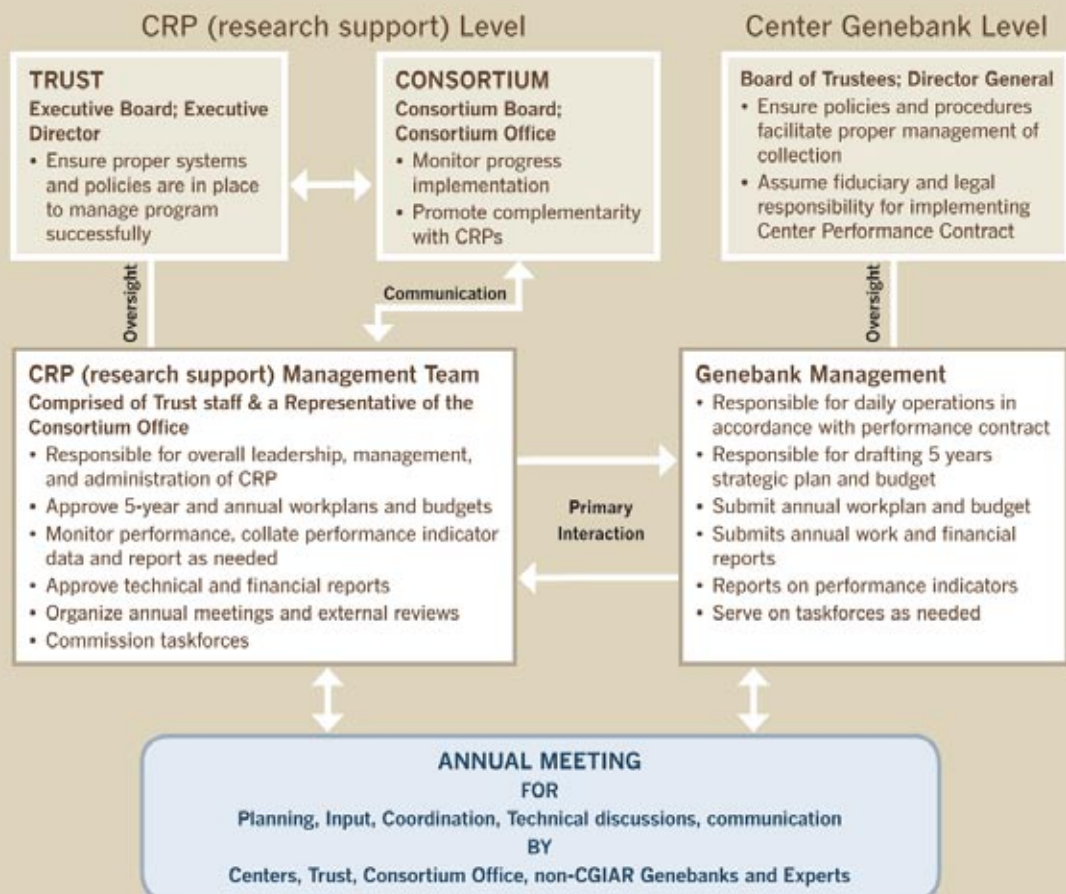 CRP (research support) Level
Center Genebank Level
TRUST
Executive Board; Executive
Director
• Ensure proper systems
and policies are in place
to manage program
successfully
CONSORTIUM
Consortium Board;
Consortium Office
• Monitor progress
implementation
• Promote complementarity
with CRPs
Board of Trustees; Director General
• Ensure policies and procedures
facilitate proper management of
collection
• Assume fiduciary and legal
responsibility for implementing
Center Performance Contract
Oversight
Communication
Oversight
CRP (research support) Management Team
Comprised of Trust staff & a Representative of the
Consortium Office
• Responsible for overall leadership, management,
and administration of CRP
• Approve 5-year and annual workplans and budgets
• Monitor performance, collate performance indicator
data and report as needed
• Approve technical and financial reports
• Organize annual meetings and external reviews
• Commission taskforces
Primary
Interaction
Genebank Management
• Responsible for daily operations in
accordance with performance contract
• Responsible for drafting 5 years
strategic plan and budget
• Submit annual workplan and budget
• Submits annual work and financial
reports
• Reports on performance indicators
• Serve on taskforces as needed
ANNUAL MEETING
FOR
Planning, Input, Coordination, Technical discussions, communication
BY
Centers, Trust, Consortium Office, non-CGIAR Genebanks and Experts